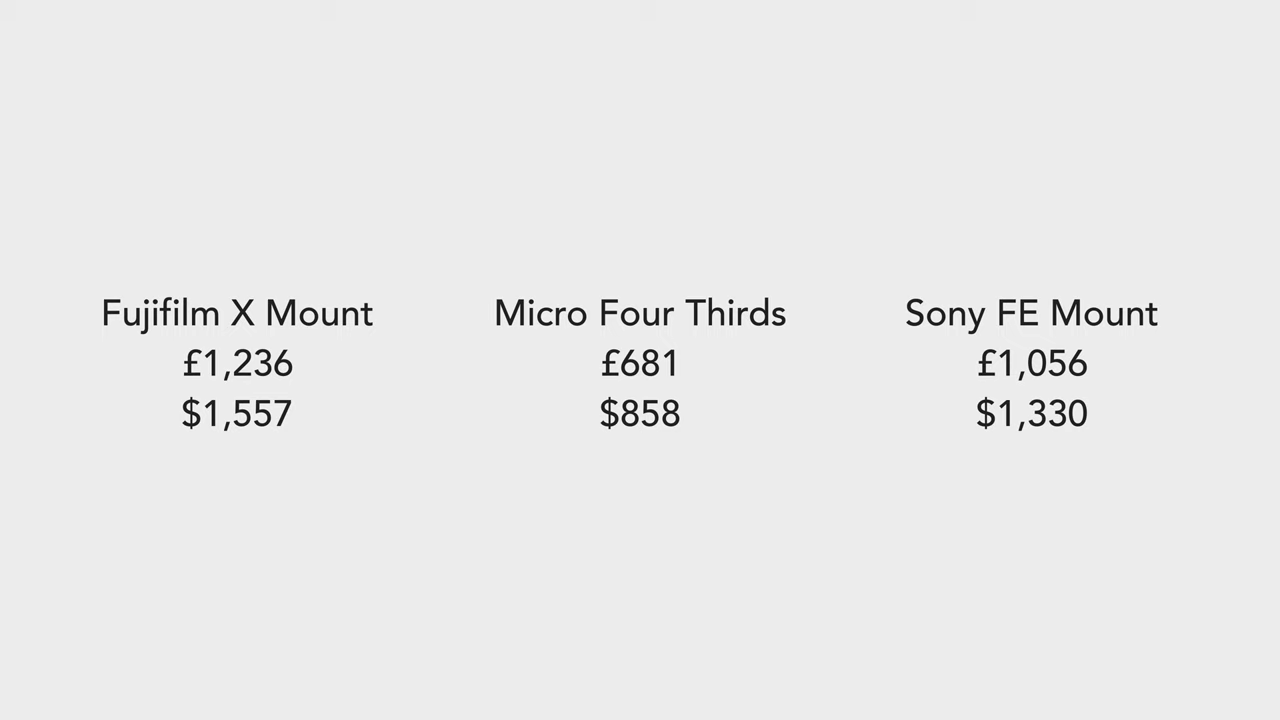 Fujifilm X Mount
£1,236
$1,557
Micro Four Thirds
£681
$858
Sony FE Mount
£1,056
$1,330